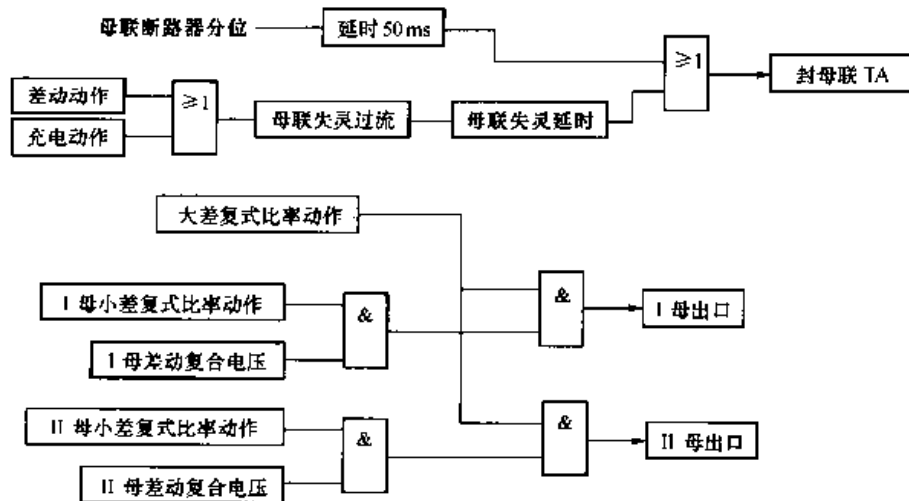 母联断路器分位
延时 50 ms
≥1
封母联 TA
差动动作
≥1
充电动作
母联失灵过流
母联失灵延时
大差复式比率动作
I 母小差复式比率动作
&
&
I 母出口
I 母差动复合电压
II 母小差复式比率动作
&
&
II 母出口
II 母差动复合电压